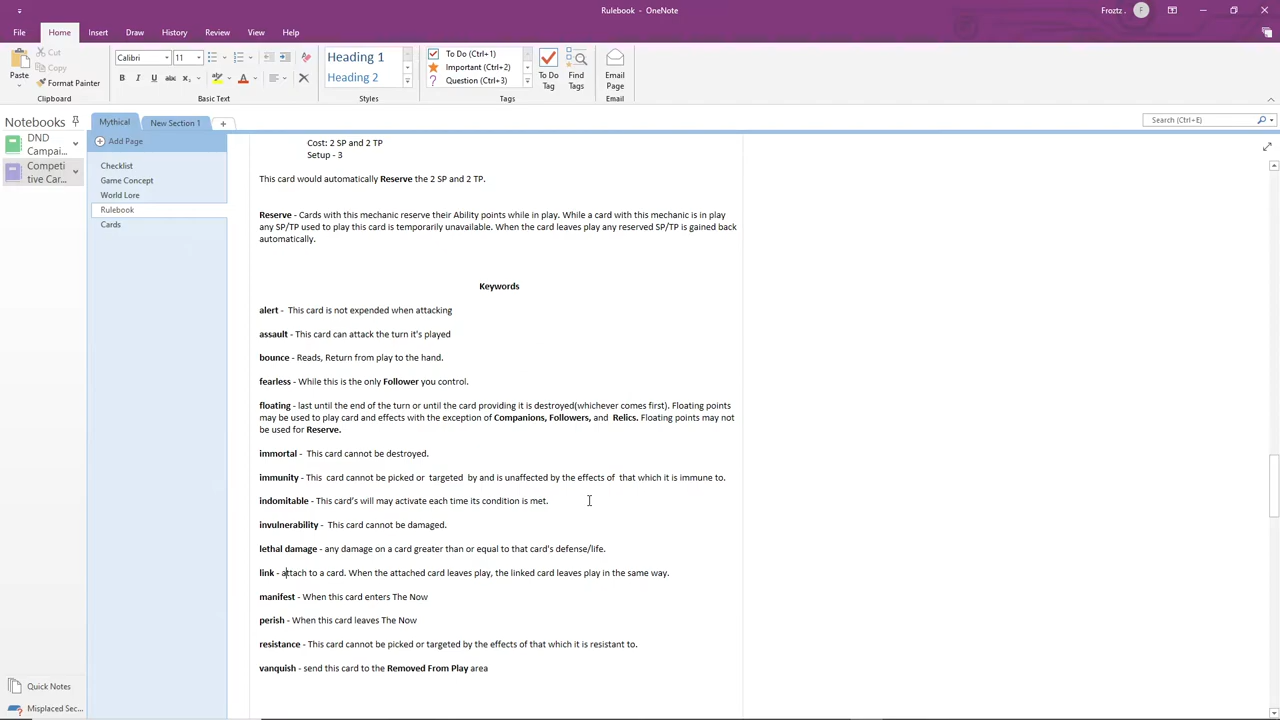 Rulebook - OneNote
Froztz .
F
File
Home
Insert
Draw
History
Review
View
Paste
Cut
Copy
Format Painter
Clipboard
Calibri
11
B I U abc x₂ A
Basic Text
Heading 1
Heading 2
Styles
To Do (Ctrl+1)
Important (Ctrl+2)
Question (Ctrl+3)
To Do
Tag
Find
Tags
Tags
Email
Page
Email
Notebooks
Mythical
New Section 1
Search (Ctrl+E)
DND
Campai...
Competi
tive Car...
Add Page
Checklist
Game Concept
World Lore
Rulebook
Cards
Cost: 2 SP and 2 TP
Setup - 3
This card would automatically Reserve the 2 SP and 2 TP.
Reserve - Cards with this mechanic reserve their Ability points while in play. While a card with this mechanic is in play
any SP/TP used to play this card is temporarily unavailable. When the card leaves play any reserved SP/TP is gained back
automatically.
Keywords
alert - This card is not expended when attacking
assault - This card can attack the turn it's played
bounce - Reads, Return from play to the hand.
fearless - While this is the only Follower you control.
floating - last until the end of the turn or until the card providing it is destroyed(whichever comes first). Floating points
may be used to play card and effects with the exception of Companions, Followers, and Relics. Floating points may not
be used for Reserve.
immortal - This card cannot be destroyed.
immunity - This card cannot be picked or targeted by and is unaffected by the effects of that which it is immune to.
indomitable - This card's will may activate each time its condition is met.
invulnerability - This card cannot be damaged.
lethal damage - any damage on a card greater than or equal to that card's defense/life.
link - attach to a card. When the attached card leaves play, the linked card leaves play in the same way.
manifest - When this card enters The Now
perish - When this card leaves The Now
resistance - This card cannot be picked or targeted by the effects of that which it is resistant to.
vanquish - send this card to the Removed From Play area
Quick Notes
Misplaced Sec...